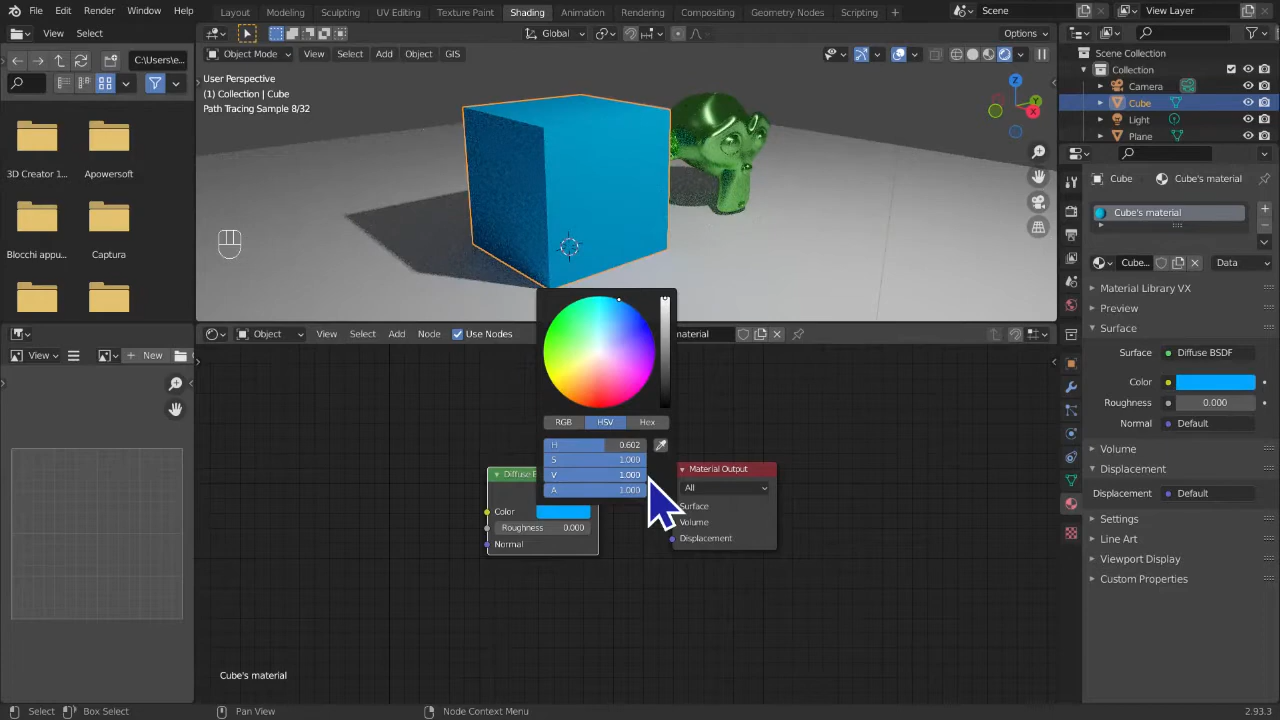 File Edit Render Window Help Layout Modeling Sculpting UV Editing Texture Paint Shading Animation Rendering Compositing Geometry Nodes Scripting + Scene View Layer
View Select Global Options
C:\Users\e... Object Mode View Select Add Object GIS
User Perspective
(1) Collection | Cube
Path Tracing Sample 8/32
3D Creator 1... Apowersoft
Blocchi appu... Captura
Scene Collection
Collection
Camera
Cube
Light
Plane
Z
Y
X
Cube Cube's material
Cube's material
Cube... Data
Material Library VX
Preview
Surface
Surface: Diffuse BSDF
Color:
Roughness: 0.000
Normal: Default
Volume
Displacement
Displacement: Default
Settings
Line Art
Viewport Display
Custom Properties
View New
Object View Select Add Node Use Nodes material
RGB HSV Hex
H 0.602
S 1.000
V 1.000
A 1.000
Diffuse B
Color
Roughness 0.000
Normal
Material Output
All
Surface
Volume
Displacement
Cube's material
Select Box Select Pan View Node Context Menu 2.93.3